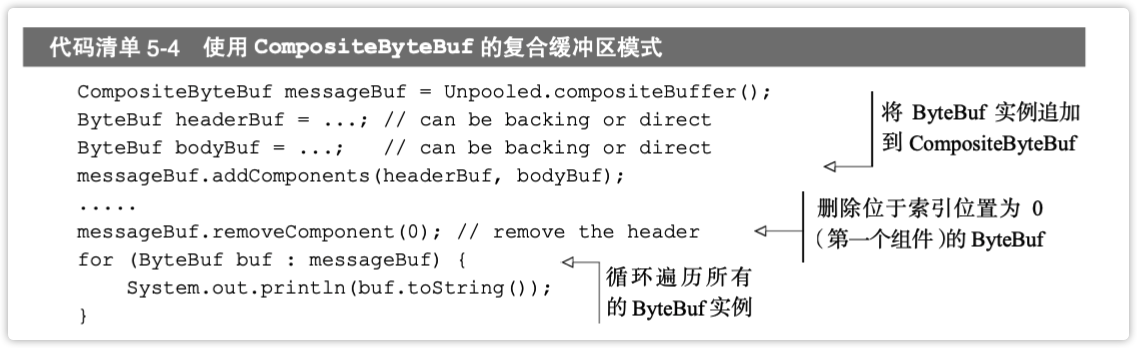 代码清单 5-4 使用 CompositeByteBuf 的复合缓冲区模式
CompositeByteBuf messageBuf = Unpooled.compositeBuffer();
ByteBuf headerBuf = ...; // can be backing or direct
ByteBuf bodyBuf = ...;   // can be backing or direct
messageBuf.addComponents(headerBuf, bodyBuf);
将 ByteBuf 实例追加
到 CompositeByteBuf
.....
messageBuf.removeComponent(0); // remove the header
删除位于索引位置为 0
(第一个组件)的 ByteBuf
for (ByteBuf buf : messageBuf) {
    System.out.println(buf.toString());
}
循环遍历所有
的 ByteBuf 实例